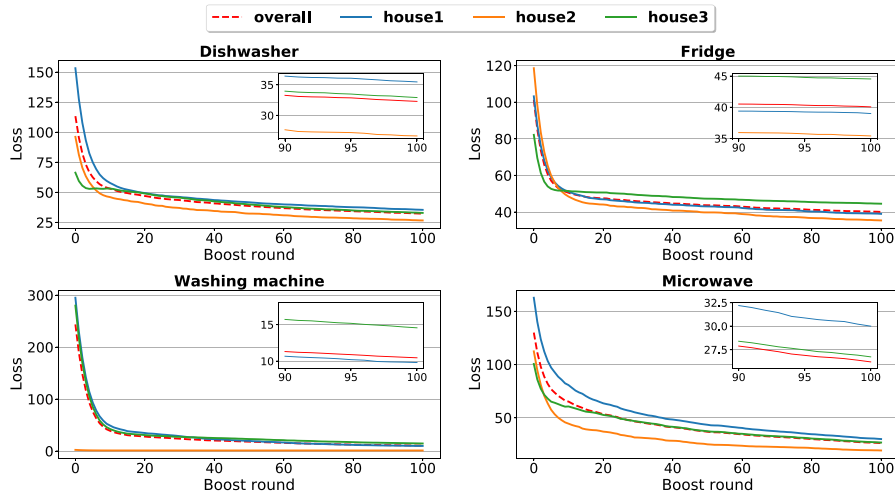 overall house1 house2 house3
Dishwasher
Loss
150
125
100
75
50
25
35
30
90 95 100
0 20 40 60 80 100
Boost round
Fridge
Loss
120
100
80
60
40
45
40
35
90 95 100
0 20 40 60 80 100
Boost round
Washing machine
Loss
300
200
100
0
15
10
90 95 100
0 20 40 60 80 100
Boost round
Microwave
Loss
150
100
50
32.5
30.0
27.5
90 95 100
0 20 40 60 80 100
Boost round